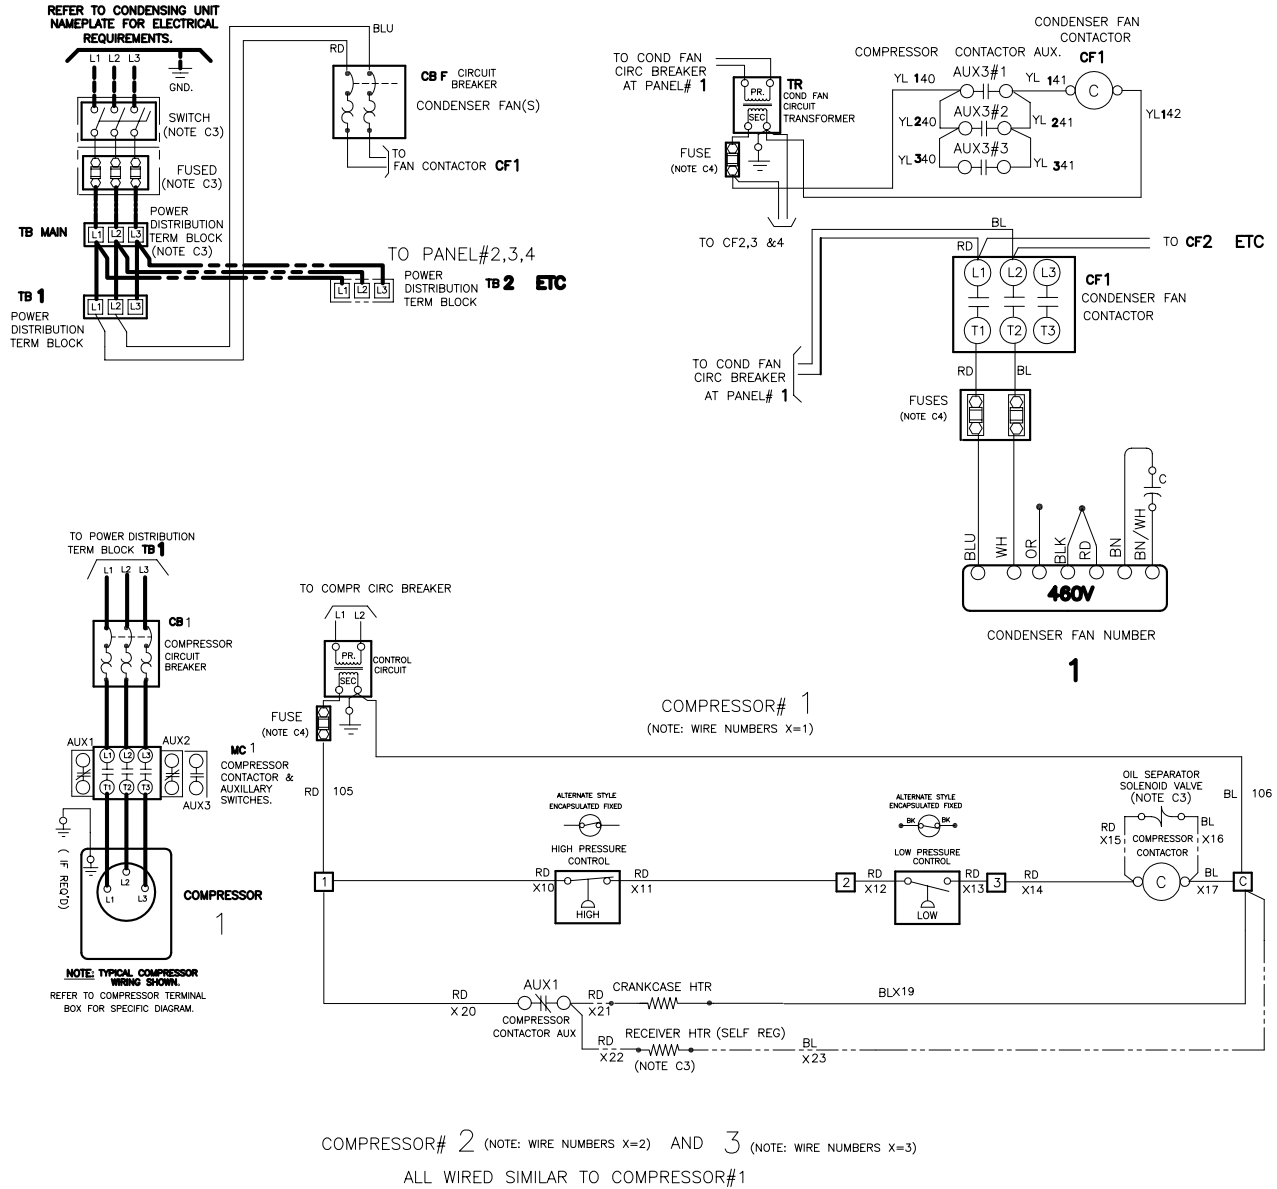 REFER TO CONDENSING UNIT
NAMEPLATE FOR ELECTRICAL
REQUIREMENTS.
L1 L2 L3
GND.
SWITCH
(NOTE C3)
FUSED
(NOTE C3)
TB MAIN
L1 L2 L3
POWER
DISTRIBUTION
TERM BLOCK
(NOTE C3)
TB 1
L1 L2 L3
POWER
DISTRIBUTION
TERM BLOCK
RD
BLU
CB F CIRCUIT
BREAKER
CONDENSER FAN(S)
TO
FAN CONTACTOR CF1
TO PANEL#2,3,4
L1 L2 L3
POWER
DISTRIBUTION
TERM BLOCK
TB 2 ETC
TO COND FAN
CIRC BREAKER
AT PANEL# 1
PR.
SEC
TR
COND FAN
CIRCUIT
TRANSFORMER
FUSE
(NOTE C4)
TO CF2,3 &4
CONDENSER FAN
CONTACTOR
CF1
COMPRESSOR CONTACTOR AUX.
YL 140 AUX3#1 YL 141
C
YL142
YL240 AUX3#2 YL 241
YL340 AUX3#3 YL 341
BL
RD
TO CF2 ETC
L1 L2 L3
T1 T2 T3
CF1
CONDENSER FAN
CONTACTOR
TO COND FAN
CIRC BREAKER
AT PANEL# 1
RD BL
FUSES
(NOTE C4)
C
BLU WH OR BLK RD BN BN/WH
460V
CONDENSER FAN NUMBER
1
TO POWER DISTRIBUTION
TERM BLOCK TB1
L1 L2 L3
CB1
COMPRESSOR
CIRCUIT
BREAKER
AUX1 AUX2
L1 L2 L3
T1 T2 T3
AUX3
MC 1
COMPRESSOR
CONTACTOR &
AUXILLARY
SWITCHES.
( IF REQ'D)
L2
L1 L3
COMPRESSOR
1
NOTE: TYPICAL COMPRESSOR
WIRING SHOWN.
REFER TO COMPRESSOR TERMINAL
BOX FOR SPECIFIC DIAGRAM.
TO COMPR CIRC BREAKER
L1 L2
PR.
SEC
CONTROL
CIRCUIT
FUSE
(NOTE C4)
RD 105
COMPRESSOR# 1
(NOTE: WIRE NUMBERS X=1)
ALTERNATE STYLE
ENCAPSULATED FIXED
HIGH PRESSURE
CONTROL
1
RD
X10
HIGH
RD
X11
ALTERNATE STYLE
ENCAPSULATED FIXED
BK BK
LOW PRESSURE
CONTROL
2
RD
X12
LOW
RD
X13
3
RD
X14
OIL SEPARATOR
SOLENOID VALVE
(NOTE C3)
RD
X15
BL
X16
COMPRESSOR
CONTACTOR
C
BL
X17
C
BL 106
RD
X20
AUX1
COMPRESSOR
CONTACTOR AUX
RD
X21
CRANKCASE HTR
BLX19
RD
X22
RECEIVER HTR (SELF REG)
(NOTE C3)
BL
X23
COMPRESSOR# 2 (NOTE: WIRE NUMBERS X=2) AND 3 (NOTE: WIRE NUMBERS X=3)
ALL WIRED SIMILAR TO COMPRESSOR#1